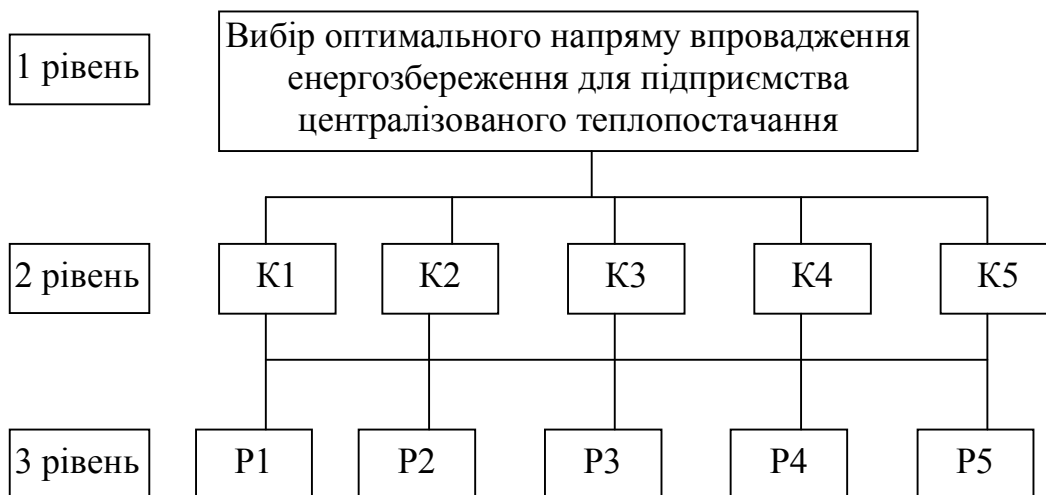 1 рівень
Вибір оптимального напряму впровадження
енергозбереження для підприємства
централізованого теплопостачання
2 рівень
К1
К2
К3
К4
К5
3 рівень
Р1
Р2
Р3
Р4
Р5